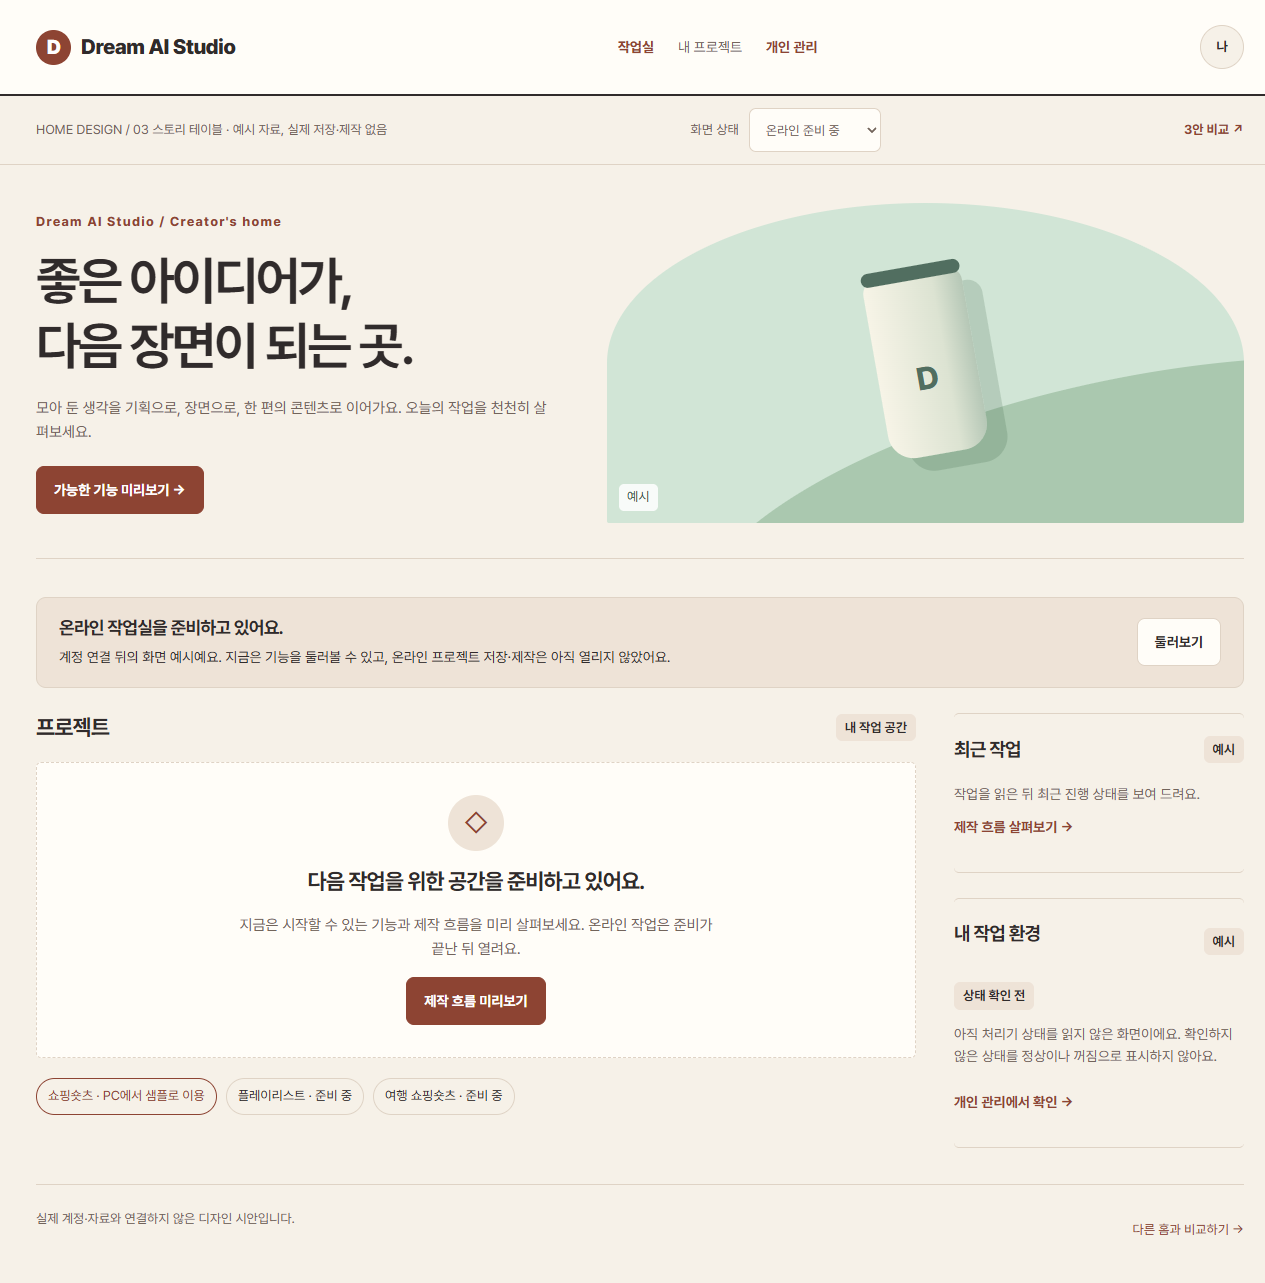 D Dream AI Studio
작업실 내 프로젝트 개인 관리
나
HOME DESIGN / 03 스토리 테이블 · 예시 자료, 실제 저장·제작 없음
화면 상태 온라인 준비 중
3안 비교 ↗
Dream AI Studio / Creator's home
좋은 아이디어가,
다음 장면이 되는 곳.
모아 둔 생각을 기획으로, 장면으로, 한 편의 콘텐츠로 이어가요. 오늘의 작업을 천천히 살
펴보세요.
가능한 기능 미리보기 →
D
예시
온라인 작업실을 준비하고 있어요.
계정 연결 뒤의 화면 예시예요. 지금은 기능을 둘러볼 수 있고, 온라인 프로젝트 저장·제작은 아직 열리지 않았어요.
둘러보기
프로젝트
내 작업 공간
다음 작업을 위한 공간을 준비하고 있어요.
지금은 시작할 수 있는 기능과 제작 흐름을 미리 살펴보세요. 온라인 작업은 준비가
끝난 뒤 열려요.
제작 흐름 미리보기
쇼핑숏츠 · PC에서 샘플로 이용
플레이리스트 · 준비 중
여행 쇼핑숏츠 · 준비 중
최근 작업
예시
작업을 읽은 뒤 최근 진행 상태를 보여 드려요.
제작 흐름 살펴보기 →
내 작업 환경
예시
상태 확인 전
아직 처리기 상태를 읽지 않은 화면이에요. 확인하지
않은 상태를 정상이나 꺼짐으로 표시하지 않아요.
개인 관리에서 확인 →
실제 계정·자료와 연결하지 않은 디자인 시안입니다.
다른 홈과 비교하기 →